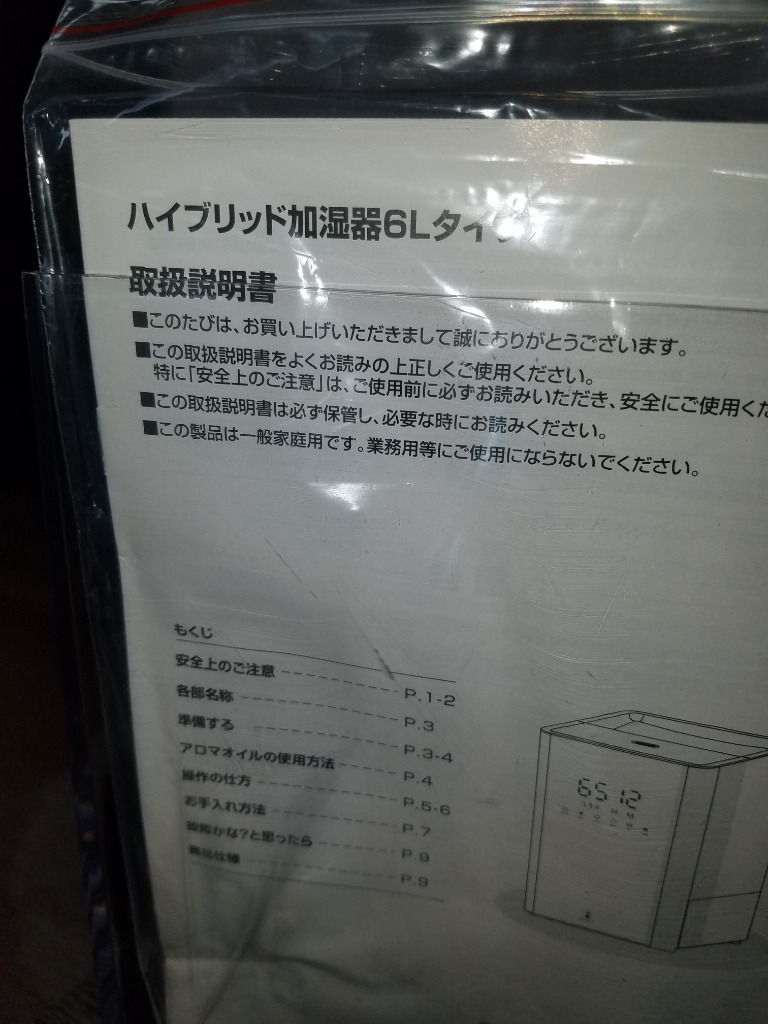 ハイブリッド加湿器6Lタイプ
取扱説明書
■このたびは、お買い上げいただきまして誠にありがとうございます。
■この取扱説明書をよくお読みの上正しくご使用ください。
特に「安全上のご注意」は、ご使用前に必ずお読みいただき、安全にご使用くだ
■この取扱説明書は必ず保管し、必要な時にお読みください。
■この製品は一般家庭用です。業務用等にご使用にならないでください。
もくじ
安全上のご注意 P.1-2
各部名称 P.3
準備する P.3-4
アロマオイルの使用方法 P.4
操作の仕方 P.5-6
お手入れ方法 P.7
故障かな?と思ったら P.9
商品仕様 P.9
65 12
H M